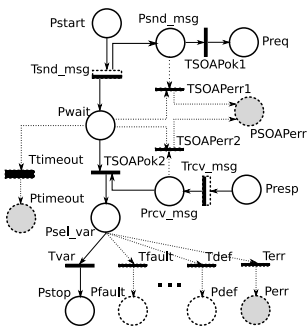 Pstart
Psnd_msg
Preq
Tsnd_msg
TSOAPok1
TSOAPerr1
Pwait
PSOAPerr
TSOAPerr2
Ttimeout
TSOAPok2
Trcv_msg
Ptimeout
Prcv_msg
Presp
Psel_var
Tvar
Tfault
Tdef
Terr
Pstop
Pfault
...
Pdef
Perr